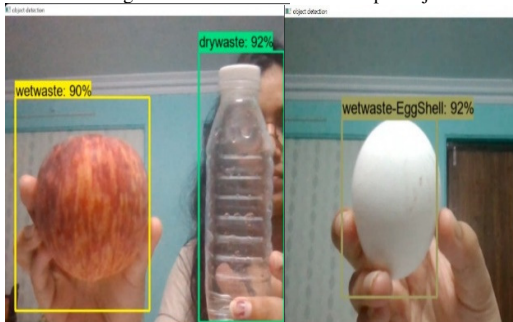 object detection
object detection
drywaste: 92%
wetwaste: 90%
wetwaste-EggShell: 92%